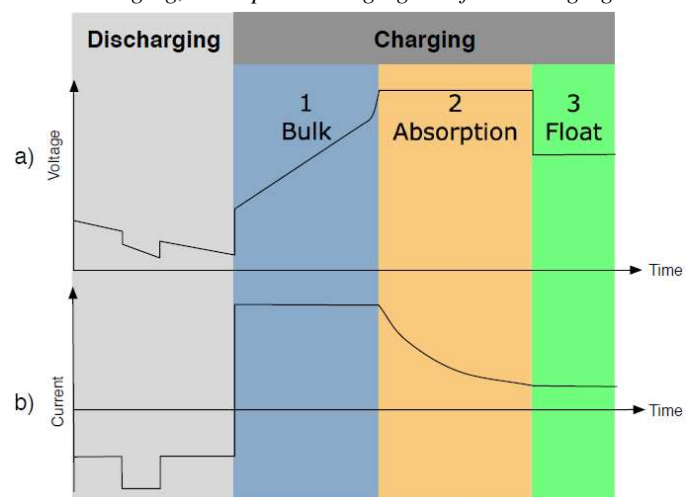 Discharging
Charging
1
Bulk
2
Absorption
3
Float
a)
Voltage
Time
b)
Current
Time